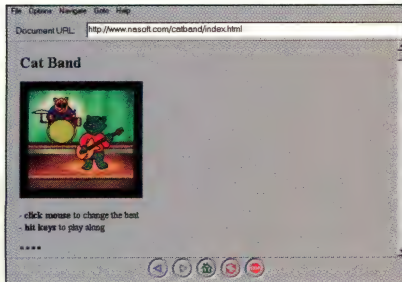 File Options Navigate Goto Help
Document URL: http://www.nasoft.com/catband/index.html
Cat Band
- click mouse to change the beat
- hit keys to play along